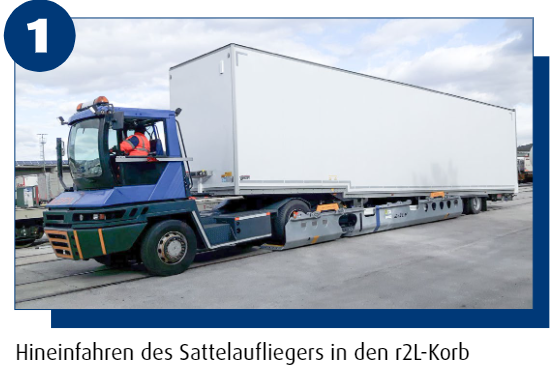 1
Hineinfahren des Sattelaufliegers in den r2L-Korb